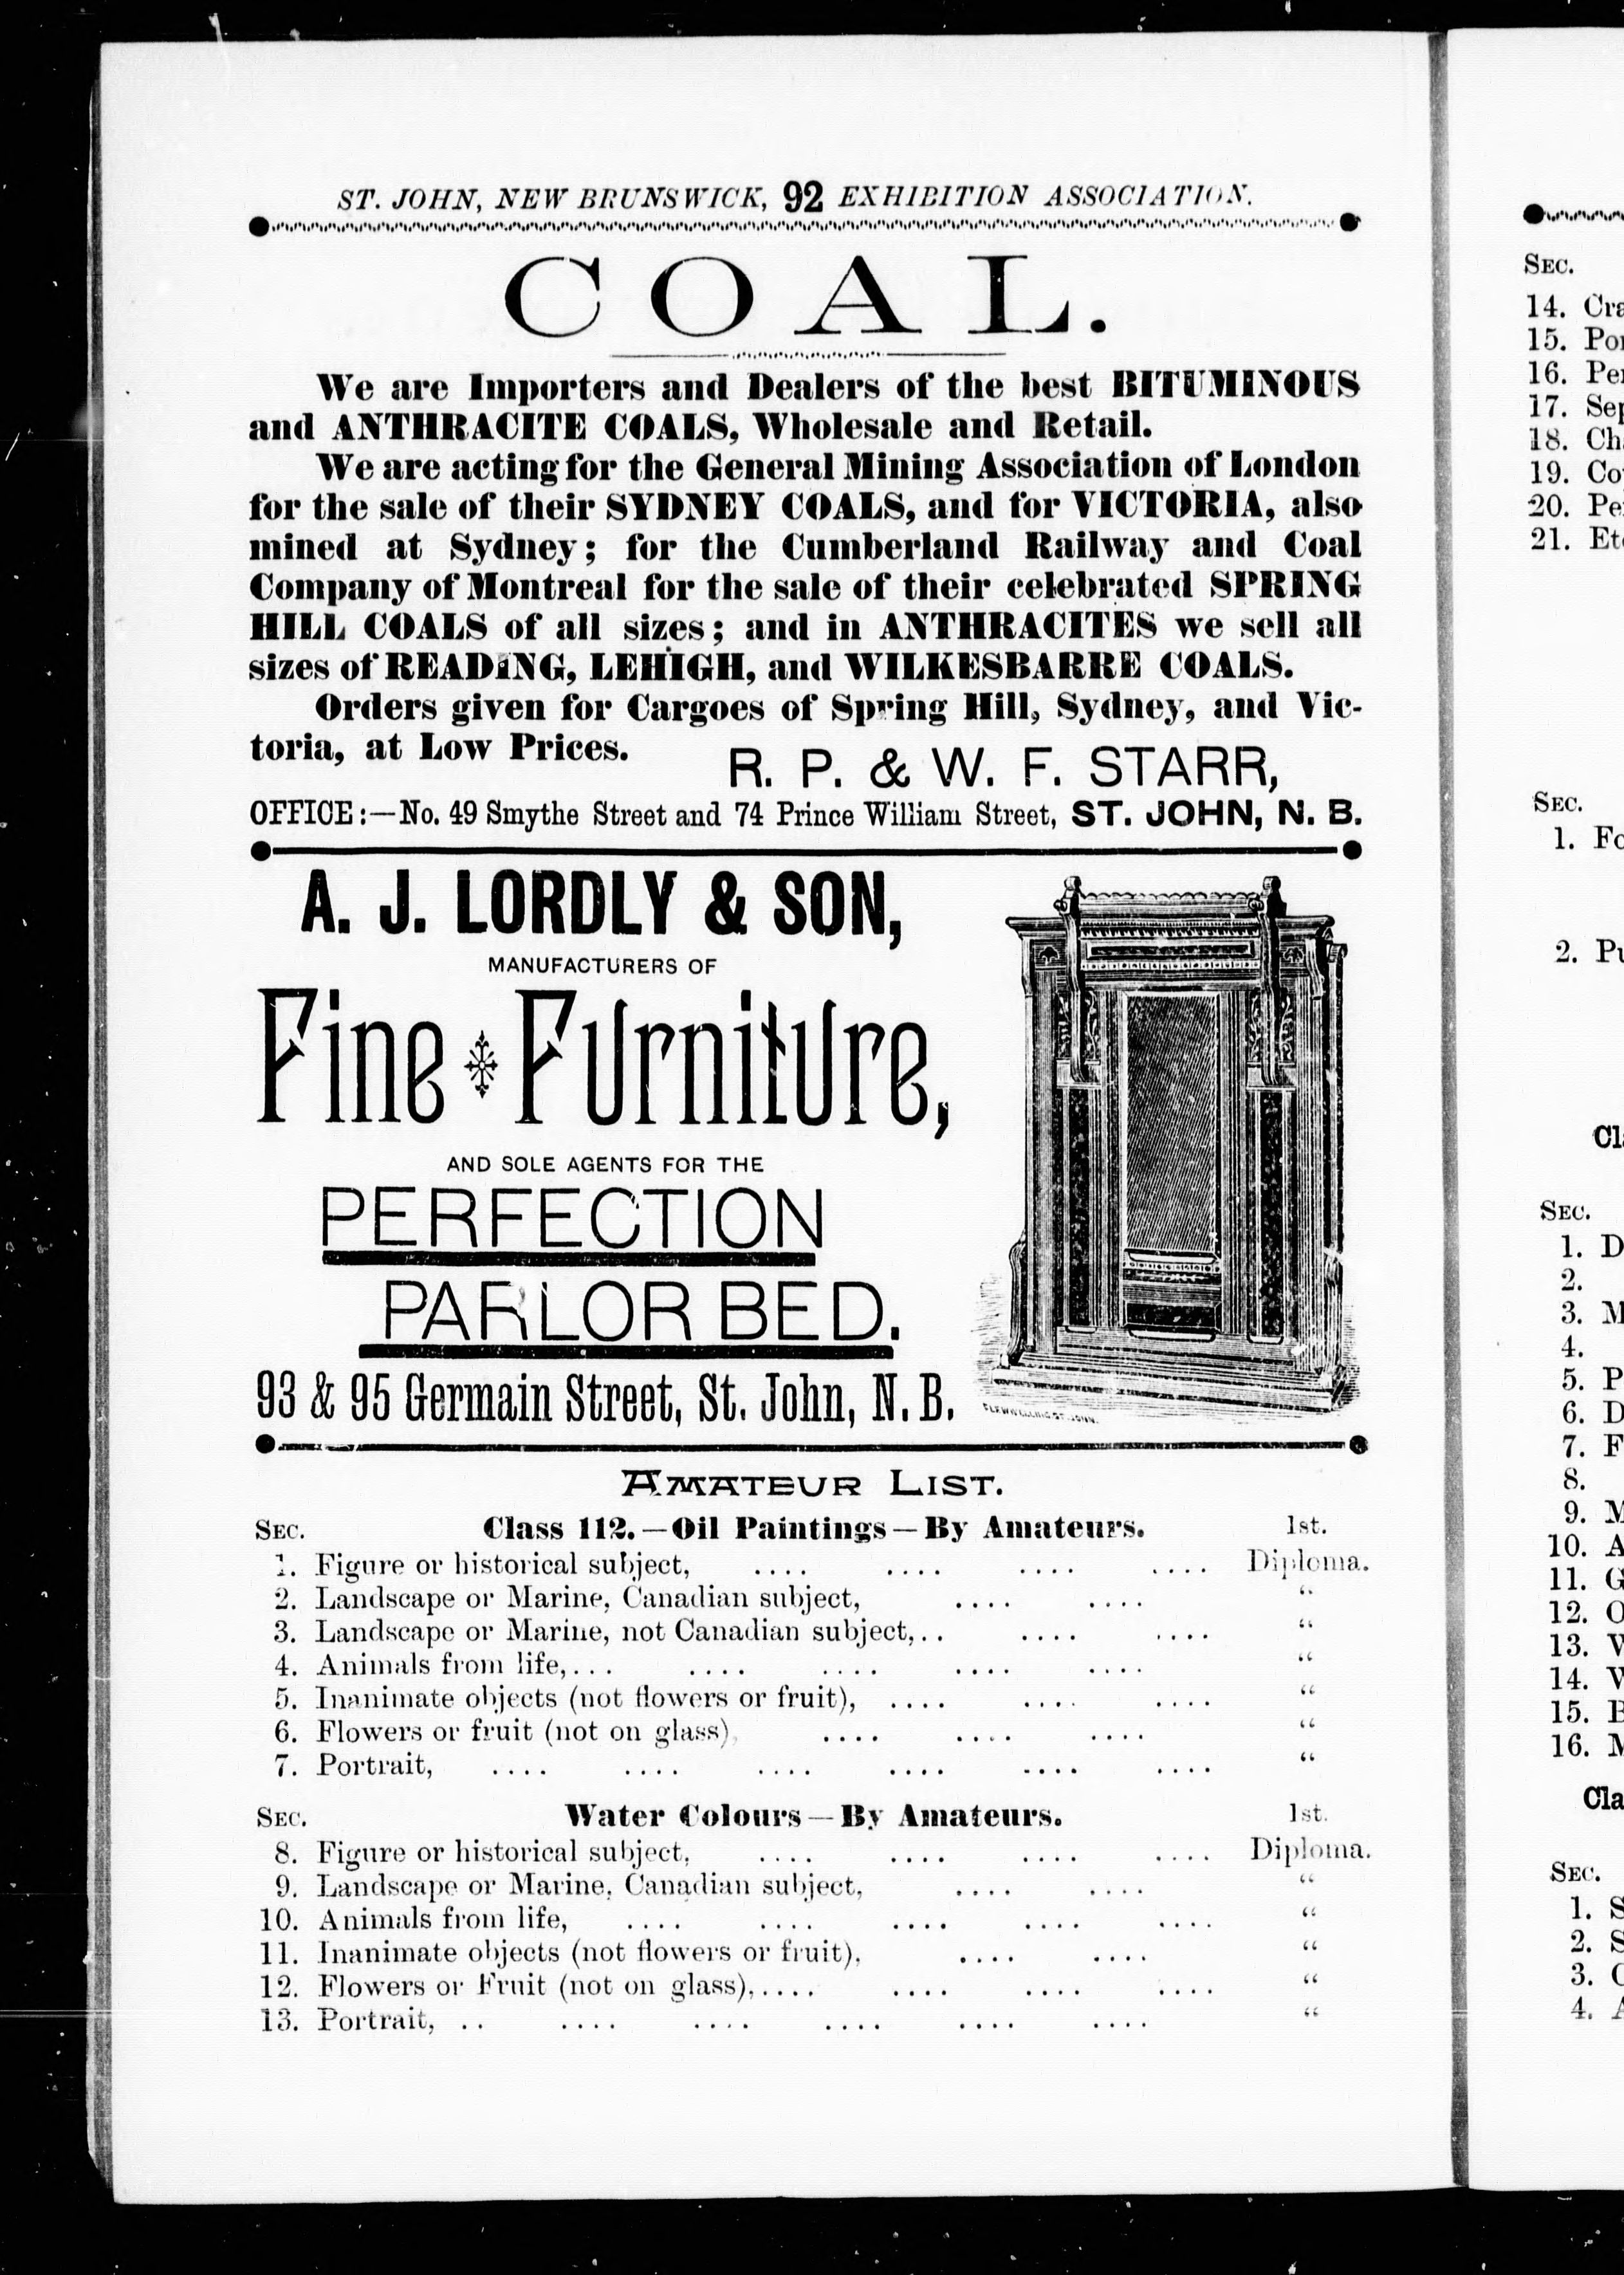 ST. JOHN, NEW BRUNSWICK, 92 EXHIBITION ASSOCIATION.
COAL.
We are Importers and Dealers of the best BITUMINOUS
and ANTHRACITE COALS, Wholesale and Retail.
We are acting for the General Mining Association of London
for the sale of their SYDNEY COALS, and for VICTORIA, also
mined at Sydney; for the Cumberland Railway and Coal
Company of Montreal for the sale of their celebrated SPRING
HILL COALS of all sizes; and in ANTHRACITES we sell all
sizes of READING, LEHIGH, and WILKESBARRE COALS.
Orders given for Cargoes of Spring Hill, Sydney, and Vic-
toria, at Low Prices.
R. P. & W. F. STARR,
OFFICE:—No. 49 Smythe Street and 74 Prince William Street, ST. JOHN, N. B.
A. J. LORDLY & SON,
MANUFACTURERS OF
Fine Furniture,
AND SOLE AGENTS FOR THE
PERFECTION
PARLOR BED.
93 & 95 Germain Street, St. John, N. B.
AMATEUR LIST.
SEC. Class 112.—Oil Paintings—By Amateurs. 1st.
1. Figure or historical subject, .... .... .... .... Diploma.
2. Landscape or Marine, Canadian subject, .... .... “
3. Landscape or Marine, not Canadian subject,.. .... .... “
4. Animals from life,... .... .... .... .... “
5. Inanimate objects (not flowers or fruit), .... .... .... “
6. Flowers or fruit (not on glass), .... .... .... “
7. Portrait, .... .... .... .... .... .... “
SEC. Water Colours—By Amateurs. 1st.
8. Figure or historical subject, .... .... .... .... Diploma.
9. Landscape or Marine, Canadian subject, .... .... “
10. Animals from life, .... .... .... .... .... “
11. Inanimate objects (not flowers or fruit), .... .... “
12. Flowers or Fruit (not on glass),.... .... .... .... “
13. Portrait, .. .... .... .... .... .... “
SEC.
14.
15.
16.
17.
18.
19.
20.
21.
SEC.
1.
2.
SEC.
1.
2.
3.
4.
5.
6.
7.
8.
9.
10.
11.
12.
13.
14.
15.
16.
SEC.
1.
2.
3.
4.